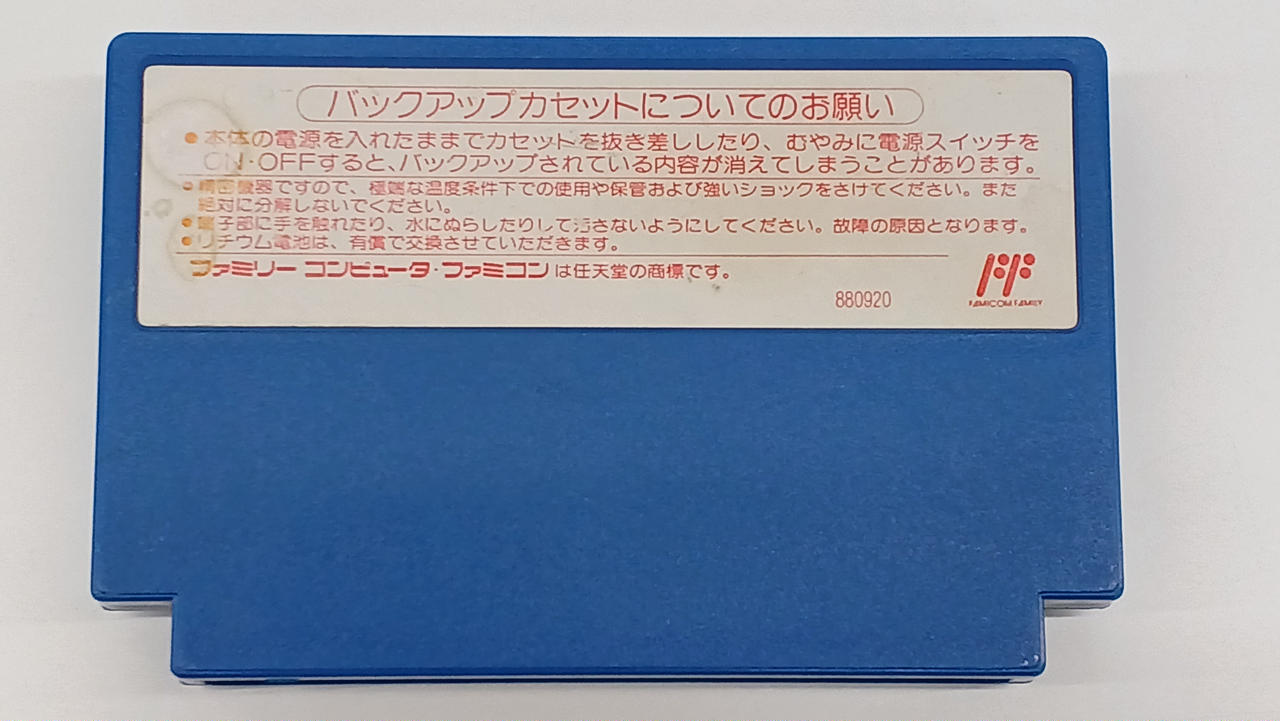 バックアップカセットについてのお願い
●本体の電源を入れたままでカセットを抜き差ししたり、むやみに電源スイッチを
ON・OFFすると、バックアップされている内容が消えてしまうことがあります。
●精密機器ですので、極端な温度条件下での使用や保管および強いショックをさけてください。また
絶対に分解しないでください。
●端子部に手を触れたり、水にぬらしたりして汚さないようにしてください。故障の原因となります。
●リチウム電池は、有償で交換させていただきます。
ファミリー コンピュータ・ファミコンは任天堂の商標です。
880920
FF
FAMICOM FAMILY